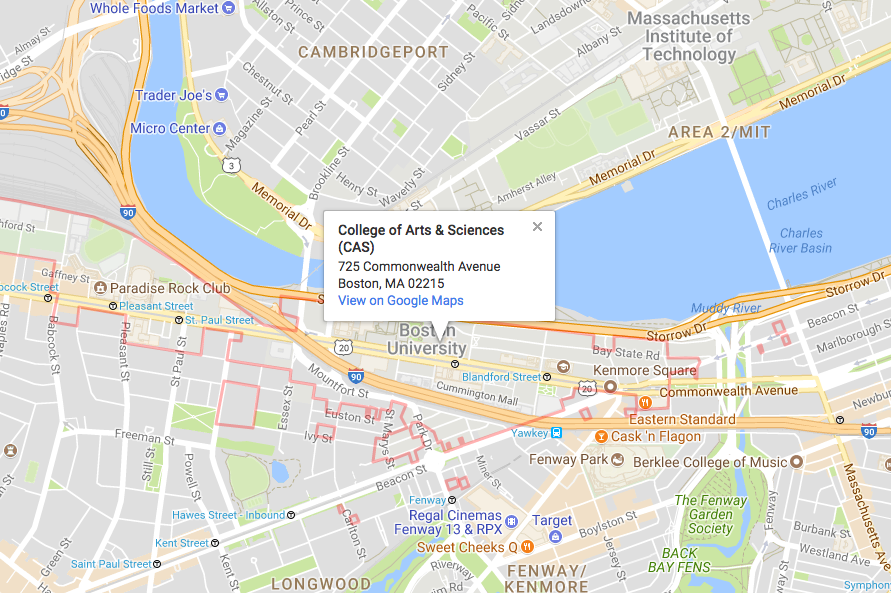 Whole Foods Market
Almay St
Prince St
Pacific St
Landsdowne
Massachusetts
Institute of
Technology
CAMBRIDGEPORT
Albany St
Sidney St
Chestnut St
Trader Joe's
Magazine St
Pearl St
Micro Center
Vassar St
Memorial Dr
AREA 2/MIT
3
Brookline St
Henry St
Waverly St
Amherst Alley
Memorial Dr
Memorial Dr
Charles River
90
Charles
River Basin
College of Arts & Sciences
(CAS)
725 Commonwealth Avenue
Boston, MA 02215
View on Google Maps
Gaffney St
Paradise Rock Club
Pleasant Street
St. Paul Street
Muddy River
Storrow Dr
Storrow Dr
Beacon St
Marlborough St
Boston
University
20
Bay State Rd
Kenmore Square
Blandford Street
90
20
Commonwealth Avenue
Cummington Mall
Mountfort St
Babcock St
Pleasant St
St Paul St
Essex St
Euston St
Ivy St
St Marys St
Park Dr
Eastern Standard
Yawkey
Cask 'n Flagon
90
Freeman St
Beacon St
Miner St
Fenway Park
Berklee College of Music
Still St
Powell St
Fenway
Regal Cinemas
Fenway 13 & RPX
Target
Boylston St
The Fenway
Garden
Society
Fenway
Massachusetts Ave
Hawes Street - Inbound
Carlton St
Kent Street
Kent St
Sweet Cheeks Q
Burbank St
Westland Ave
Green St
Saint Paul Street
Riverway
BACK
BAY FENS
LONGWOOD
FENWAY/
KENMORE